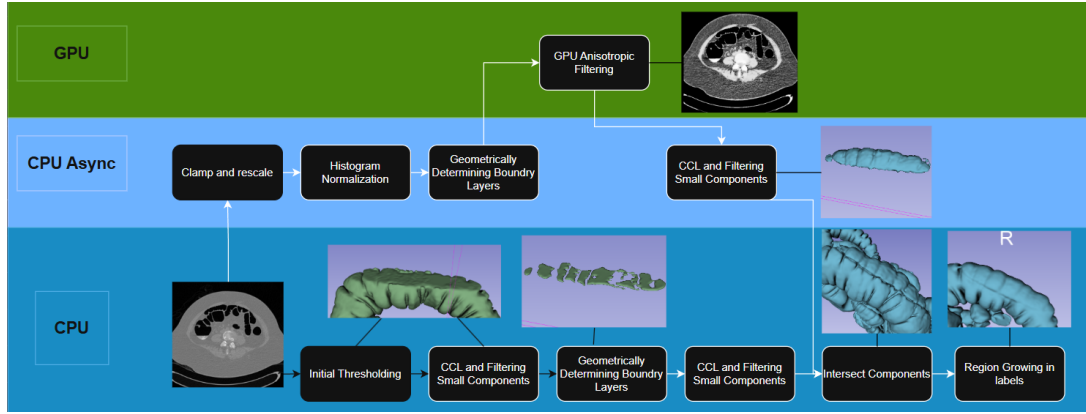 GPU
GPU Anisotropic
Filtering
CPU Async
Clamp and rescale
Histogram
Normalization
Geometrically
Determining Boundry
Layers
CCL and Filtering
Small Components
R
CPU
Initial Thresholding
CCL and Filtering
Small Components
Geometrically
Determining Boundry
Layers
CCL and Filtering
Small Components
Intersect Components
Region Growing in
labels